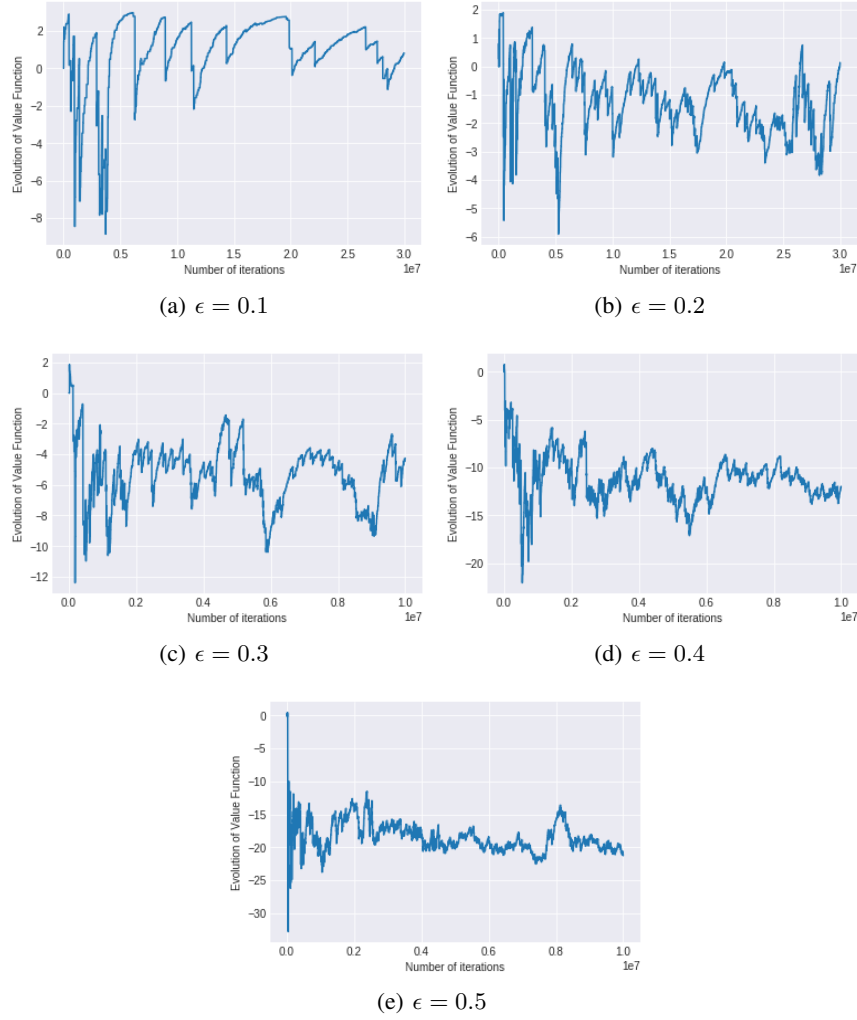 Evolution of Value Function
2
0
−2
−4
−6
−8
0.0 0.5 1.0 1.5 2.0 2.5 3.0
1e7
Number of iterations
(a) ϵ = 0.1
Evolution of Value Function
2
1
0
−1
−2
−3
−4
−5
−6
0.0 0.5 1.0 1.5 2.0 2.5 3.0
1e7
Number of iterations
(b) ϵ = 0.2
Evolution of Value Function
2
0
−2
−4
−6
−8
−10
−12
0.0 0.2 0.4 0.6 0.8 1.0
1e7
Number of iterations
(c) ϵ = 0.3
Evolution of Value Function
0
−5
−10
−15
−20
0.0 0.2 0.4 0.6 0.8 1.0
1e7
Number of iterations
(d) ϵ = 0.4
Evolution of Value Function
0
−5
−10
−15
−20
−25
−30
0.0 0.2 0.4 0.6 0.8 1.0
1e7
Number of iterations
(e) ϵ = 0.5